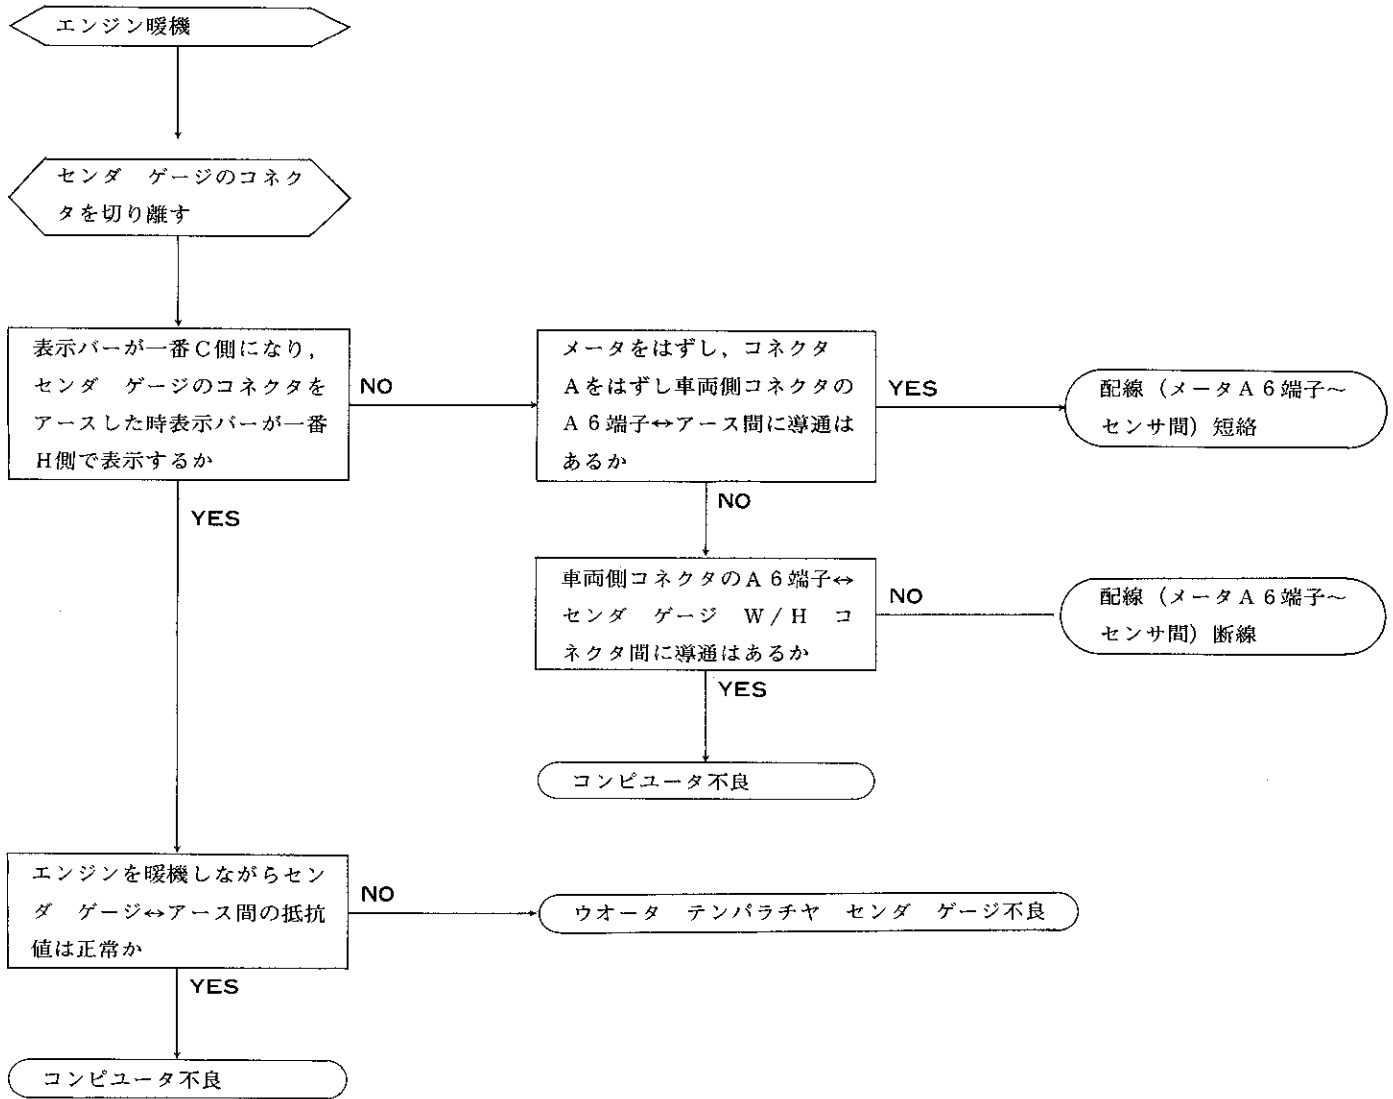 エンジン暖機
センダ ゲージのコネク
タを切り離す
表示バーが一番C側になり，
センダ ゲージのコネクタを
アースした時表示バーが一番
H側で表示するか
NO
メータをはずし，コネクタ
Aをはずし車両側コネクタの
A6端子↔アース間に導通は
あるか
YES
配線（メータA6端子～
センサ間）短絡
NO
YES
車両側コネクタのA6端子↔
センダ ゲージ W/H コ
ネクタ間に導通はあるか
NO
配線（メータA6端子～
センサ間）断線
YES
コンピユータ不良
エンジンを暖機しながらセン
ダ ゲージ↔アース間の抵抗
値は正常か
NO
ウオータ テンパラチヤ センダ ゲージ不良
YES
コンピユータ不良